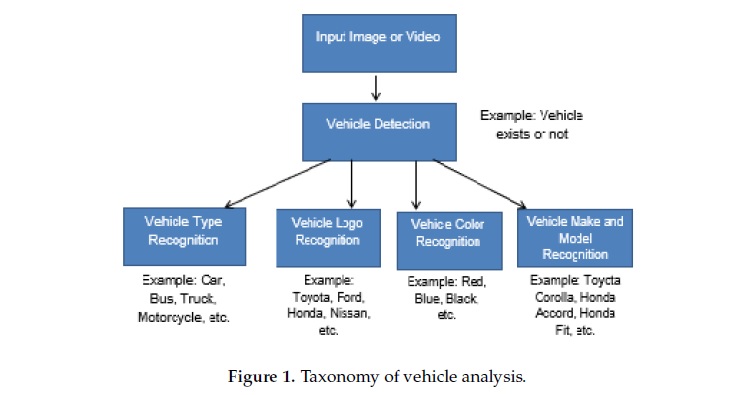 Input Image or Video
Vehicle Detection
Example: Vehicle
exists or not
Vehicle Type
Recognition
Vehicle Logo
Recognition
Vehice Color
Recognition
Vehicle Make and
Model
Recognition
Example: Car,
Bus, Truck,
Motorcycle, etc.
Example:
Toyota, Ford,
Honda, Nissan,
etc.
Example: Red,
Blue, Black
etc.
Example: Toyota
Corolla, Honda
Accord, Honda
Fit, etc.
Figure 1. Taxonomy of vehicle analysis.